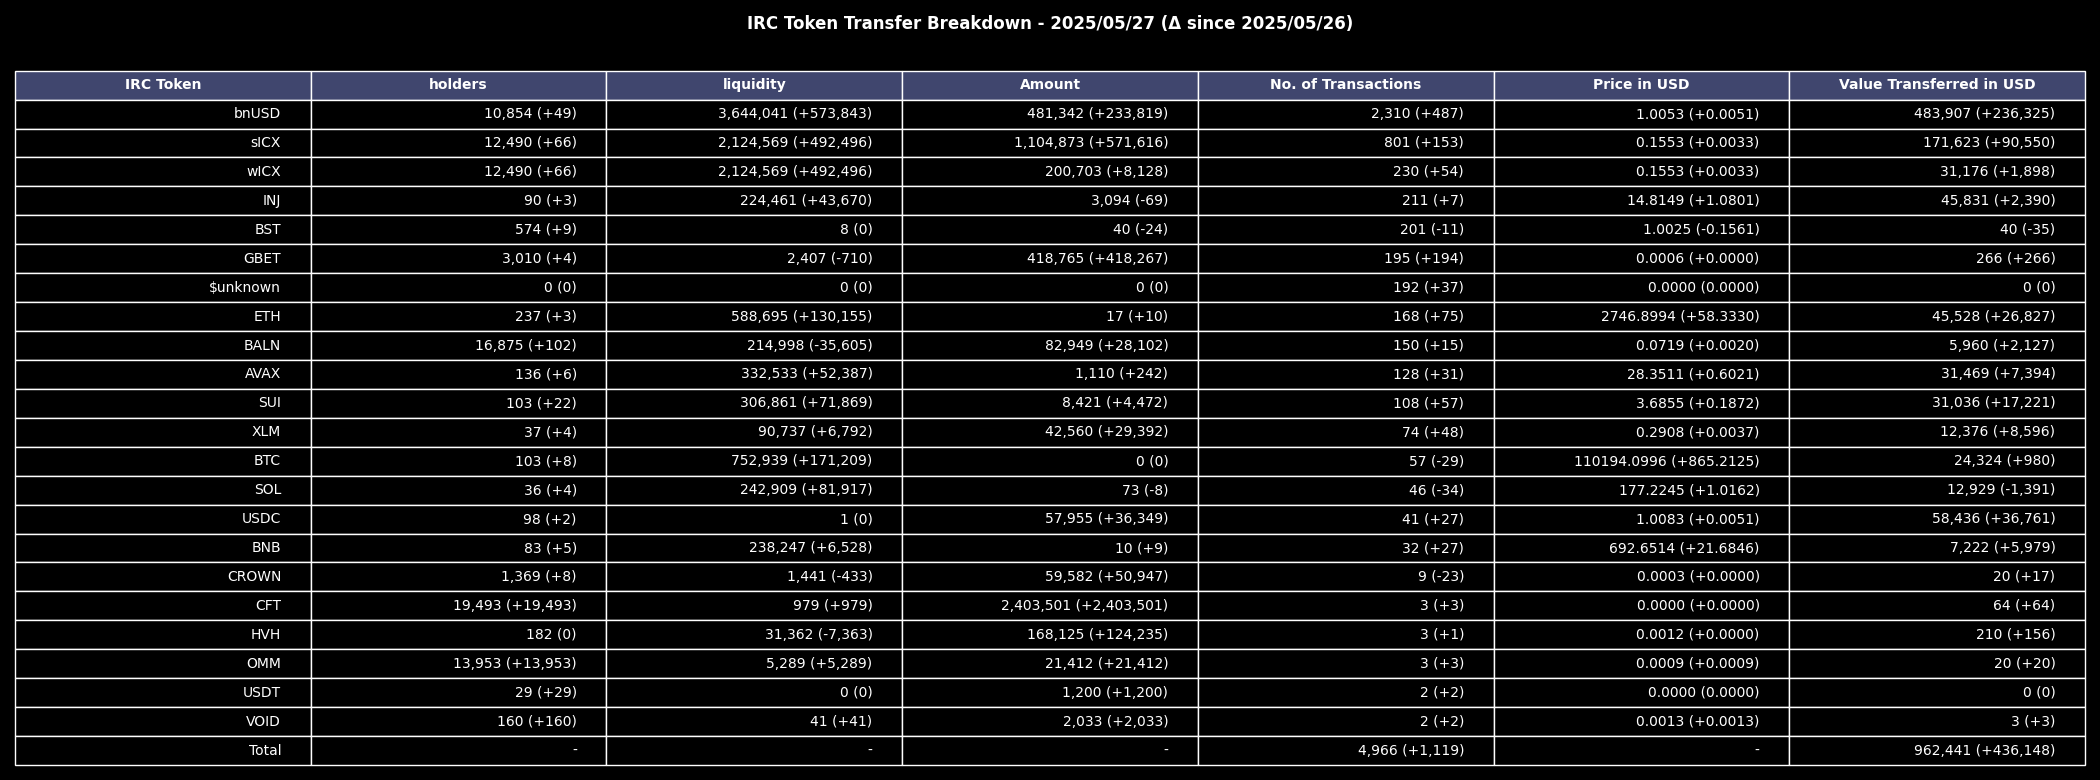 IRC Token Transfer Breakdown - 2025/05/27 (Δ since 2025/05/26)
IRC Token holders liquidity Amount No. of Transactions Price in USD Value Transferred in USD
bnUSD 10,854 (+49) 3,644,041 (+573,843) 481,342 (+233,819) 2,310 (+487) 1.0053 (+0.0051) 483,907 (+236,325)
sICX 12,490 (+66) 2,124,569 (+492,496) 1,104,873 (+571,616) 801 (+153) 0.1553 (+0.0033) 171,623 (+90,550)
wICX 12,490 (+66) 2,124,569 (+492,496) 200,703 (+8,128) 230 (+54) 0.1553 (+0.0033) 31,176 (+1,898)
INJ 90 (+3) 224,461 (+43,670) 3,094 (-69) 211 (+7) 14.8149 (+1.0801) 45,831 (+2,390)
BST 574 (+9) 8 (0) 40 (-24) 201 (-11) 1.0025 (-0.1561) 40 (-35)
GBET 3,010 (+4) 2,407 (-710) 418,765 (+418,267) 195 (+194) 0.0006 (+0.0000) 266 (+266)
$unknown 0 (0) 0 (0) 0 (0) 192 (+37) 0.0000 (0.0000) 0 (0)
ETH 237 (+3) 588,695 (+130,155) 17 (+10) 168 (+75) 2746.8994 (+58.3330) 45,528 (+26,827)
BALN 16,875 (+102) 214,998 (-35,605) 82,949 (+28,102) 150 (+15) 0.0719 (+0.0020) 5,960 (+2,127)
AVAX 136 (+6) 332,533 (+52,387) 1,110 (+242) 128 (+31) 28.3511 (+0.6021) 31,469 (+7,394)
SUI 103 (+22) 306,861 (+71,869) 8,421 (+4,472) 108 (+57) 3.6855 (+0.1872) 31,036 (+17,221)
XLM 37 (+4) 90,737 (+6,792) 42,560 (+29,392) 74 (+48) 0.2908 (+0.0037) 12,376 (+8,596)
BTC 103 (+8) 752,939 (+171,209) 0 (0) 57 (-29) 110194.0996 (+865.2125) 24,324 (+980)
SOL 36 (+4) 242,909 (+81,917) 73 (-8) 46 (-34) 177.2245 (+1.0162) 12,929 (-1,391)
USDC 98 (+2) 1 (0) 57,955 (+36,349) 41 (+27) 1.0083 (+0.0051) 58,436 (+36,761)
BNB 83 (+5) 238,247 (+6,528) 10 (+9) 32 (+27) 692.6514 (+21.6846) 7,222 (+5,979)
CROWN 1,369 (+8) 1,441 (-433) 59,582 (+50,947) 9 (-23) 0.0003 (+0.0000) 20 (+17)
CFT 19,493 (+19,493) 979 (+979) 2,403,501 (+2,403,501) 3 (+3) 0.0000 (+0.0000) 64 (+64)
HVH 182 (0) 31,362 (-7,363) 168,125 (+124,235) 3 (+1) 0.0012 (+0.0000) 210 (+156)
OMM 13,953 (+13,953) 5,289 (+5,289) 21,412 (+21,412) 3 (+3) 0.0009 (+0.0009) 20 (+20)
USDT 29 (+29) 0 (0) 1,200 (+1,200) 2 (+2) 0.0000 (0.0000) 0 (0)
VOID 160 (+160) 41 (+41) 2,033 (+2,033) 2 (+2) 0.0013 (+0.0013) 3 (+3)
Total - - - 4,966 (+1,119) - 962,441 (+436,148)